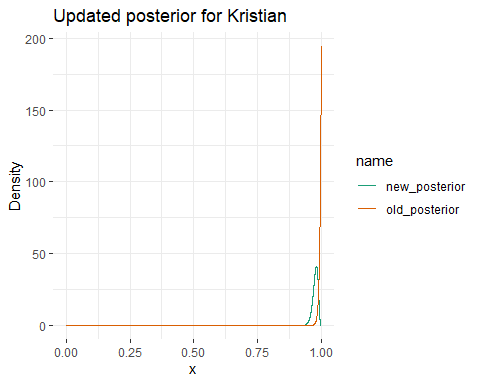 Updated posterior for Kristian
200
150
100
50
0
Density
0.00 0.25 0.50 0.75 1.00
x
name
new_posterior
old_posterior